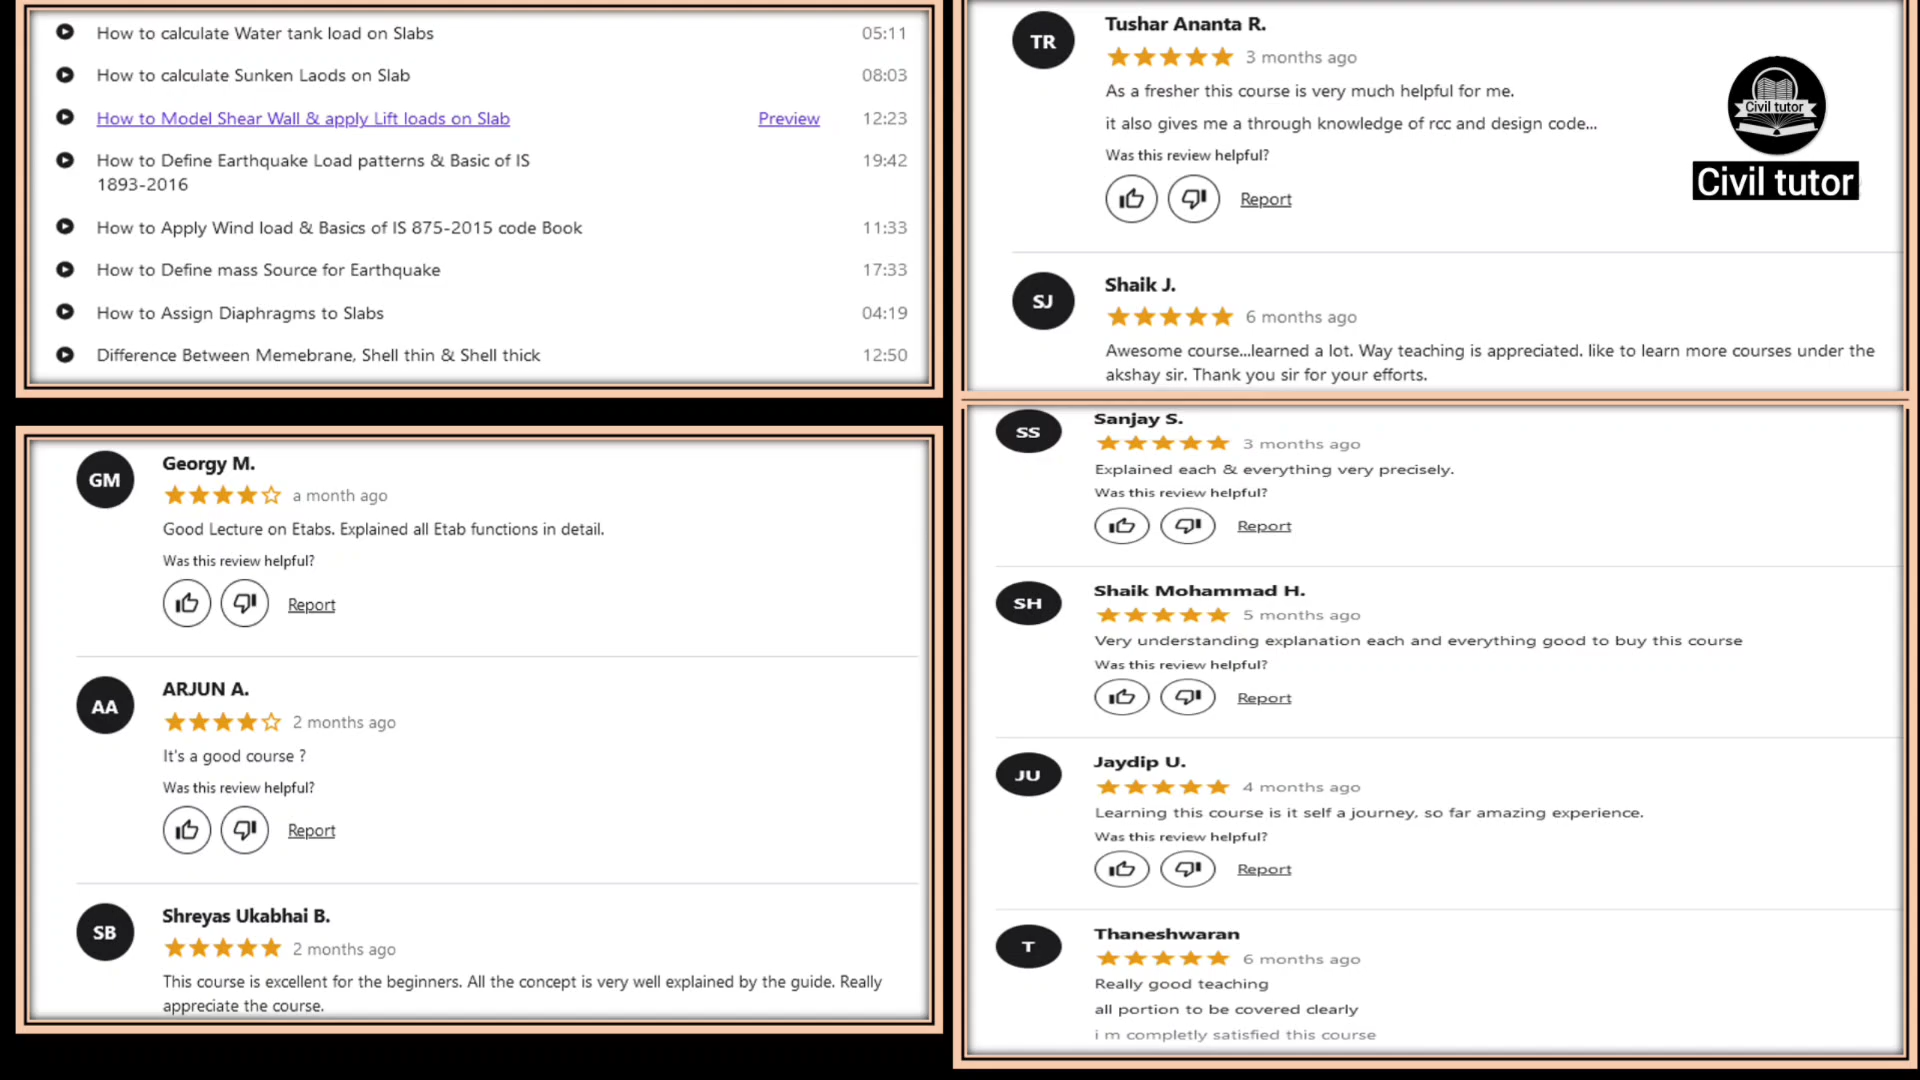 How to calculate Water tank load on Slabs 05:11
How to calculate Sunken Laods on Slab 08:03
How to Model Shear Wall & apply Lift loads on Slab Preview 12:23
How to Define Earthquake Load patterns & Basic of IS 19:42
1893-2016
How to Apply Wind load & Basics of IS 875-2015 code Book 11:33
How to Define mass Source for Earthquake 17:33
How to Assign Diaphragms to Slabs 04:19
Difference Between Memebrane, Shell thin & Shell thick 12:50
GM
Georgy M.
a month ago
Good Lecture on Etabs. Explained all Etab functions in detail.
Was this review helpful?
Report
AA
ARJUN A.
2 months ago
It's a good course ?
Was this review helpful?
Report
SB
Shreyas Ukabhai B.
2 months ago
This course is excellent for the beginners. All the concept is very well explained by the guide. Really
appreciate the course.
TR
Tushar Ananta R.
3 months ago
As a fresher this course is very much helpful for me.
it also gives me a through knowledge of rcc and design code...
Was this review helpful?
Report
Civil tutor
Civil tutor
SJ
Shaik J.
6 months ago
Awesome course...learned a lot. Way teaching is appreciated. like to learn more courses under the
akshay sir. Thank you sir for your efforts.
SS
Sanjay S.
3 months ago
Explained each & everything very precisely.
Was this review helpful?
Report
SH
Shaik Mohammad H.
5 months ago
Very understanding explanation each and everything good to buy this course
Was this review helpful?
Report
JU
Jaydip U.
4 months ago
Learning this course is it self a journey, so far amazing experience.
Was this review helpful?
Report
T
Thaneshwaran
6 months ago
Really good teaching
all portion to be covered clearly
i m completly satisfied this course